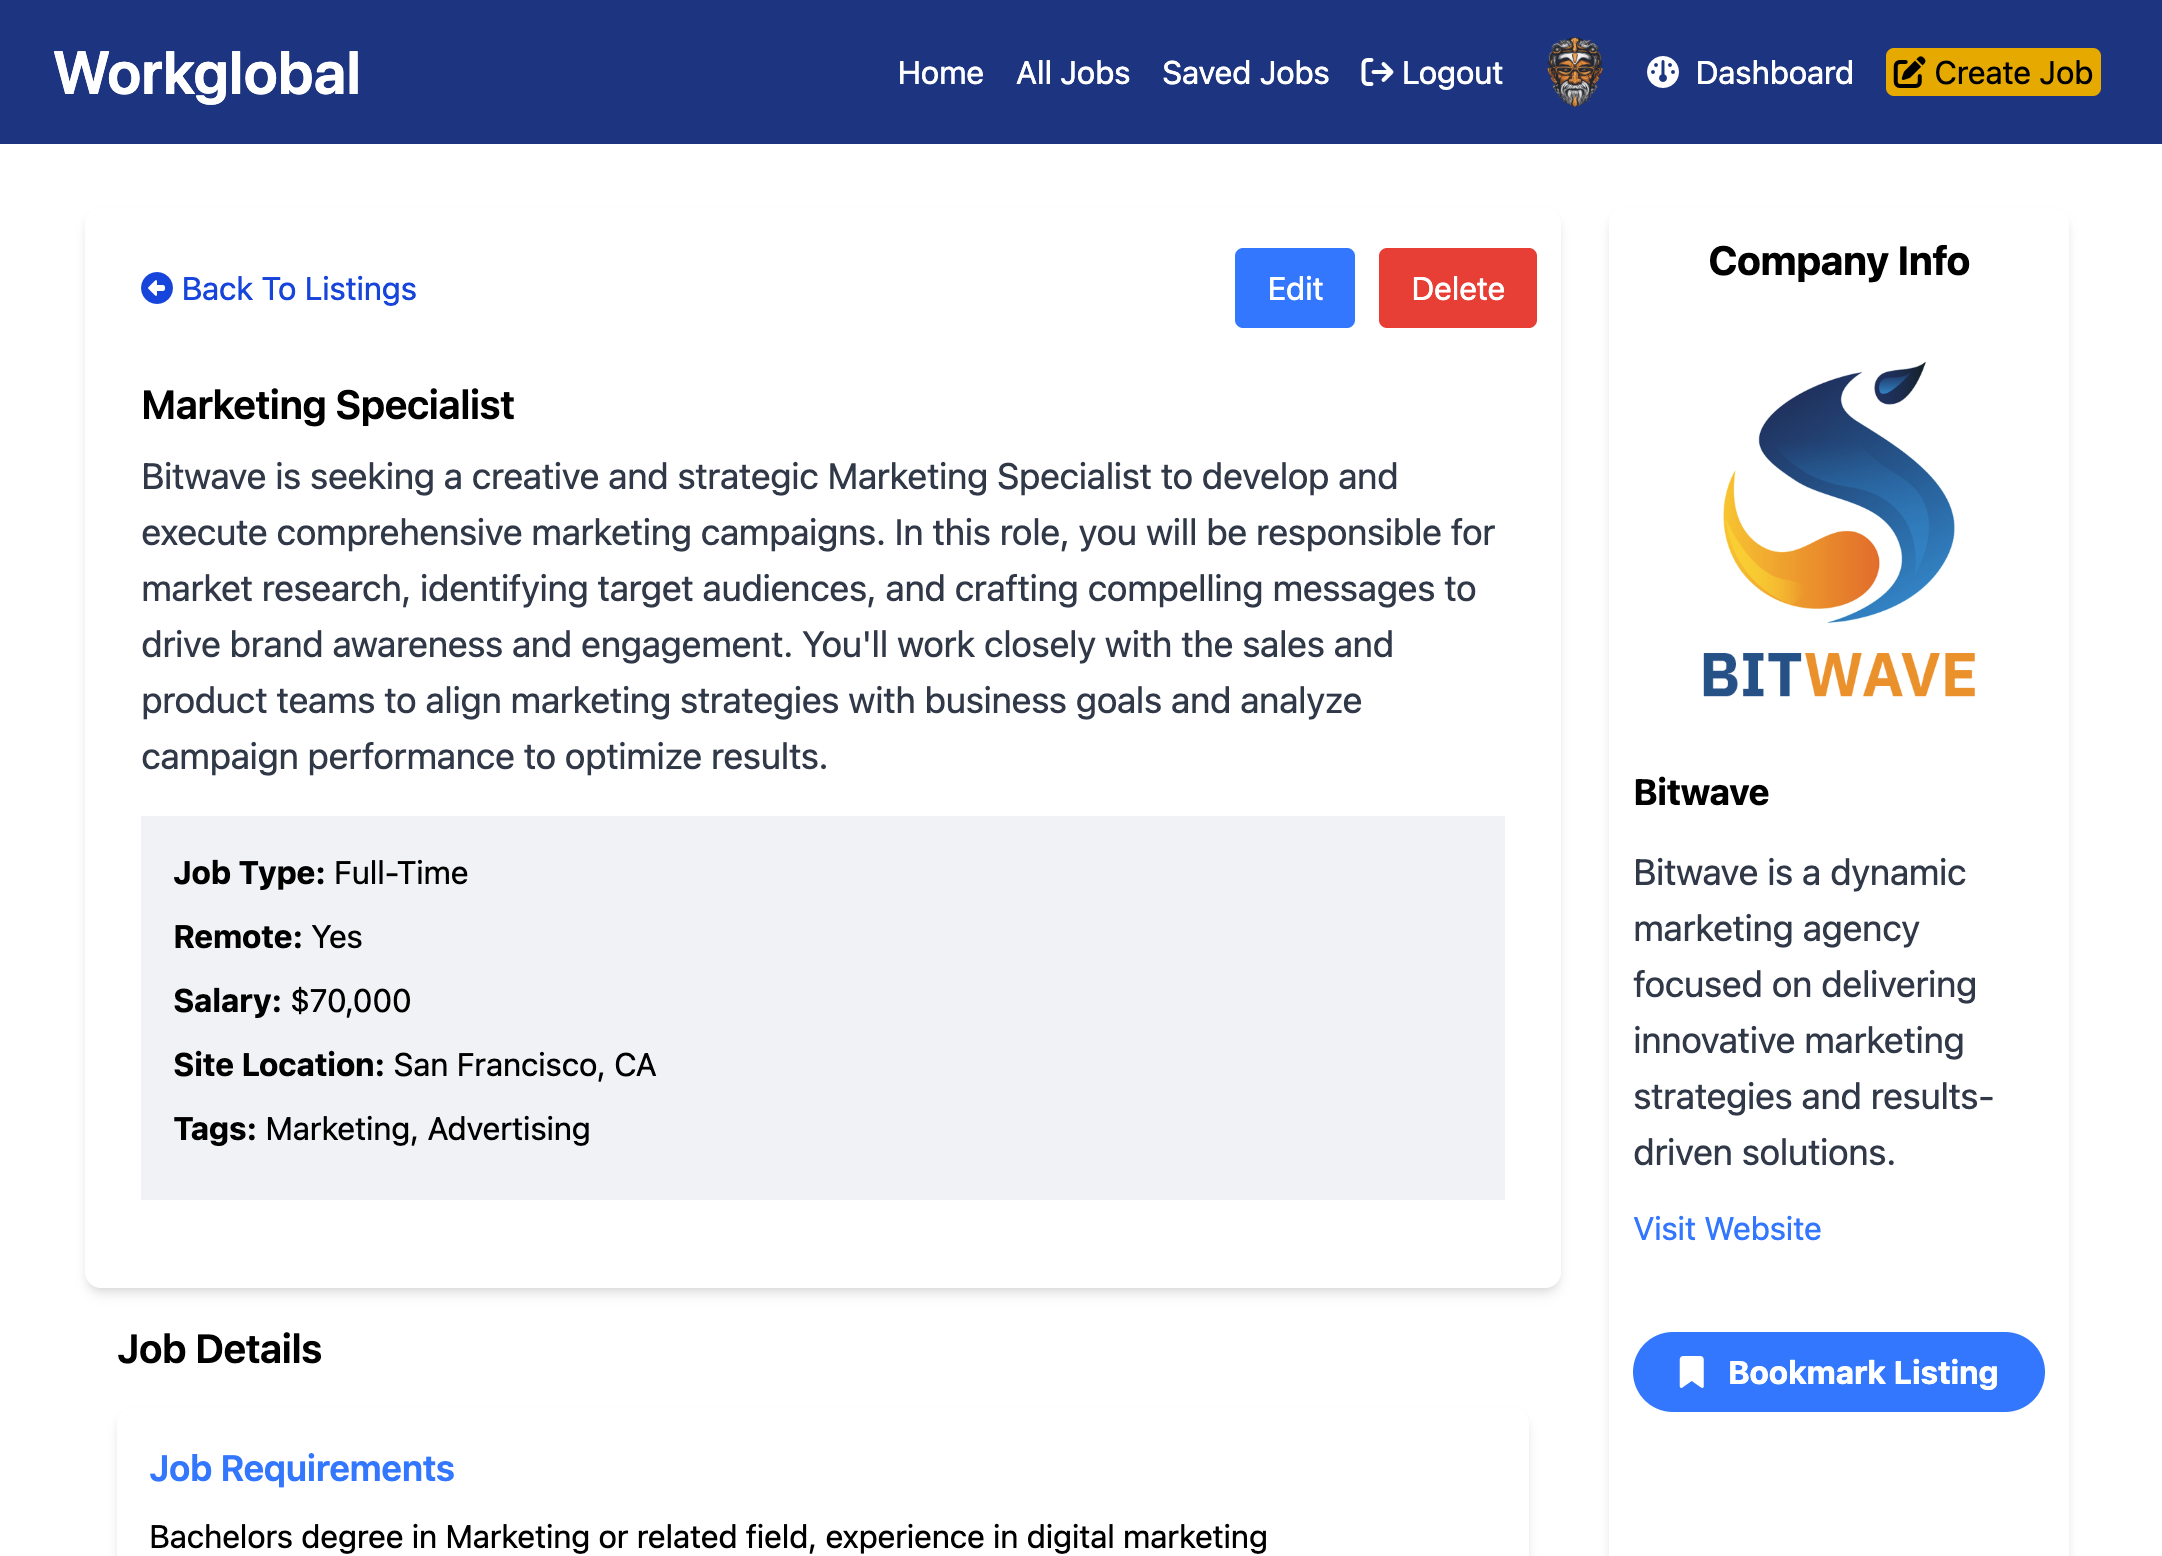 Workglobal
Home
All Jobs
Saved Jobs
Logout
Dashboard
Create Job
Back To Listings
Edit
Delete
Marketing Specialist
Bitwave is seeking a creative and strategic Marketing Specialist to develop and
execute comprehensive marketing campaigns. In this role, you will be responsible for
market research, identifying target audiences, and crafting compelling messages to
drive brand awareness and engagement. You'll work closely with the sales and
product teams to align marketing strategies with business goals and analyze
campaign performance to optimize results.
Job Type: Full-Time
Remote: Yes
Salary: $70,000
Site Location: San Francisco, CA
Tags: Marketing, Advertising
Job Details
Job Requirements
Bachelors degree in Marketing or related field, experience in digital marketing
Company Info
BITWAVE
Bitwave
Bitwave is a dynamic
marketing agency
focused on delivering
innovative marketing
strategies and results-
driven solutions.
Visit Website
Bookmark Listing